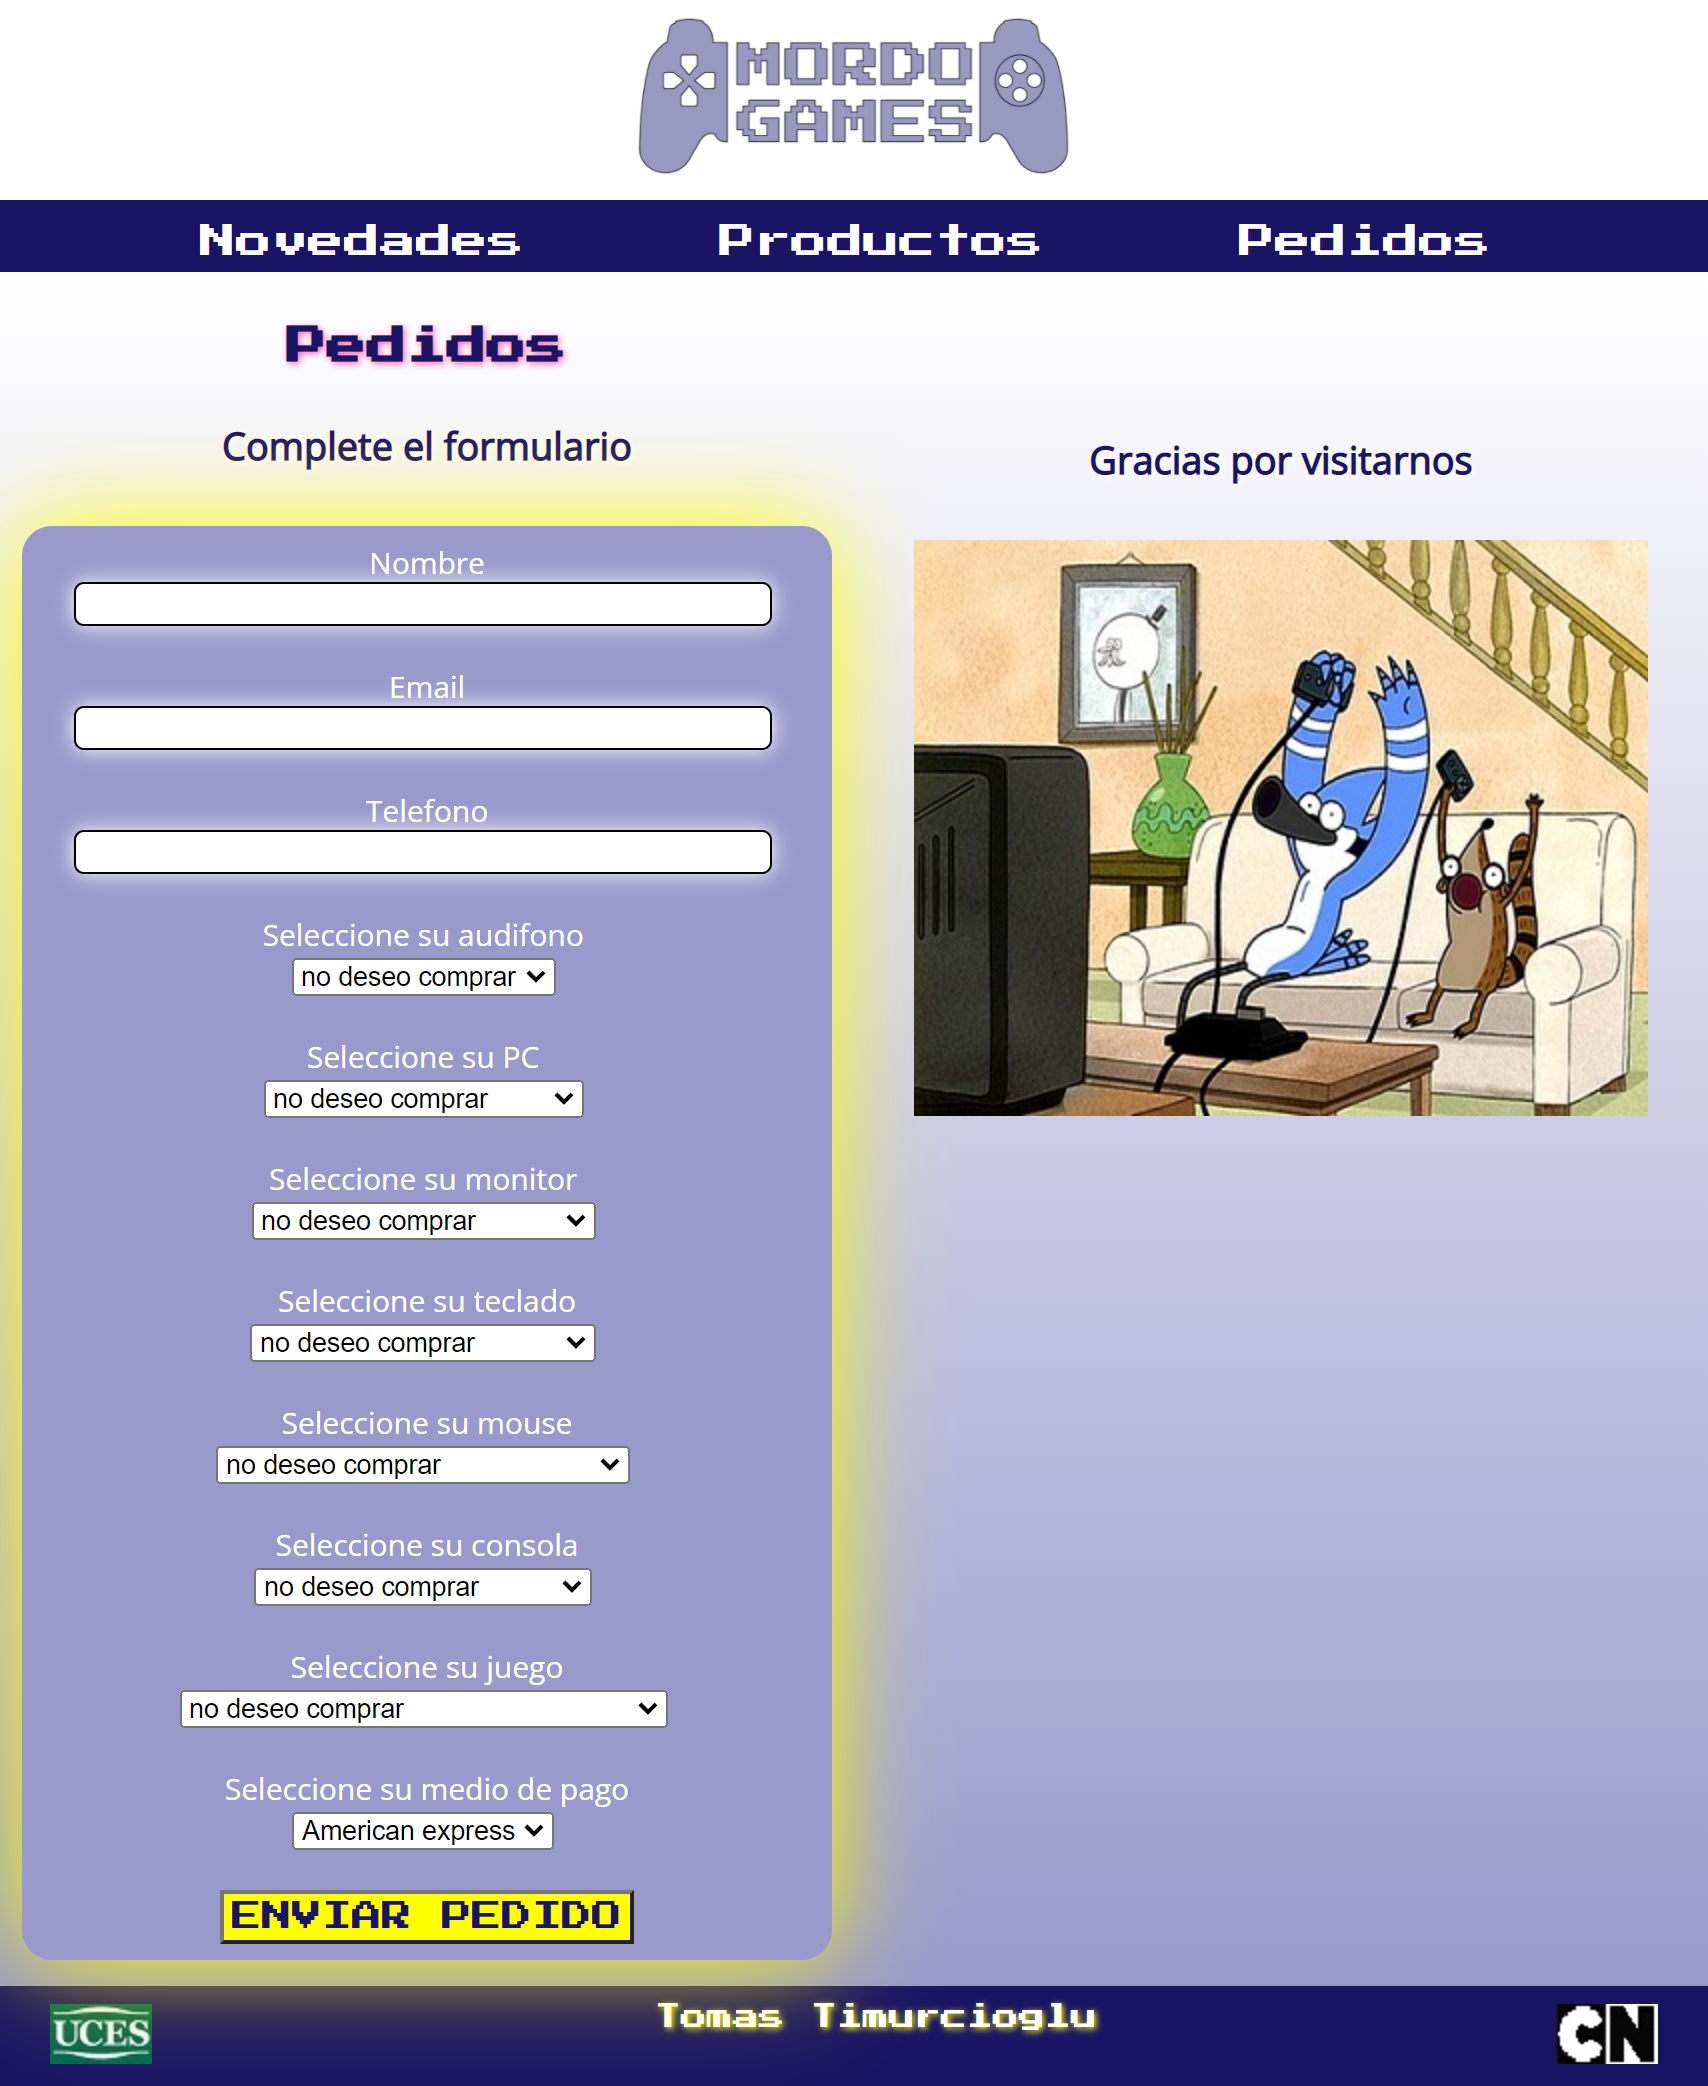 MORDO
GAMES
Novedades
Productos
Pedidos
Pedidos
Complete el formulario
Nombre
Email
Telefono
Seleccione su audifono
no deseo comprar
Seleccione su PC
no deseo comprar
Seleccione su monitor
no deseo comprar
Seleccione su teclado
no deseo comprar
Seleccione su mouse
no deseo comprar
Seleccione su consola
no deseo comprar
Seleccione su juego
no deseo comprar
Seleccione su medio de pago
American express
ENVIAR PEDIDO
Gracias por visitarnos
UCES
Tomas Timurcioglu
CN